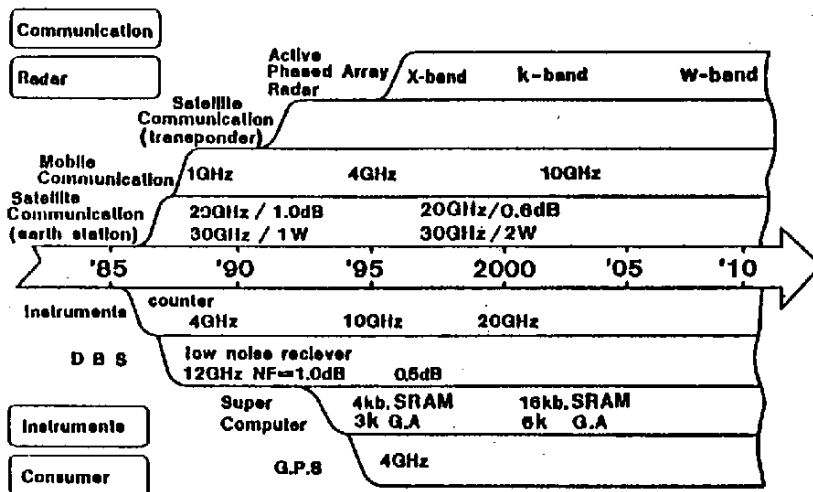 Communication
Radar
Active
Phased Array
Radar
X-band k-band W-band
Satellite
Communication
(transponder)
Mobile
Communication
1GHz 4GHz 10GHz
Satellite
Communication
(earth station)
20GHz / 1.0dB 20GHz/0.6dB
30GHz / 1W 30GHz/2W
'85 '90 '95 2000 '05 '10
Instruments
counter
4GHz 10GHz 20GHz
D B S
low noise reciever
12GHz NF=1.0dB 0.5dB
Super
Computer
4kb.SRAM 16kb.SRAM
3k G.A 6k G.A
Instruments
G.P.S
4GHz
Consumer